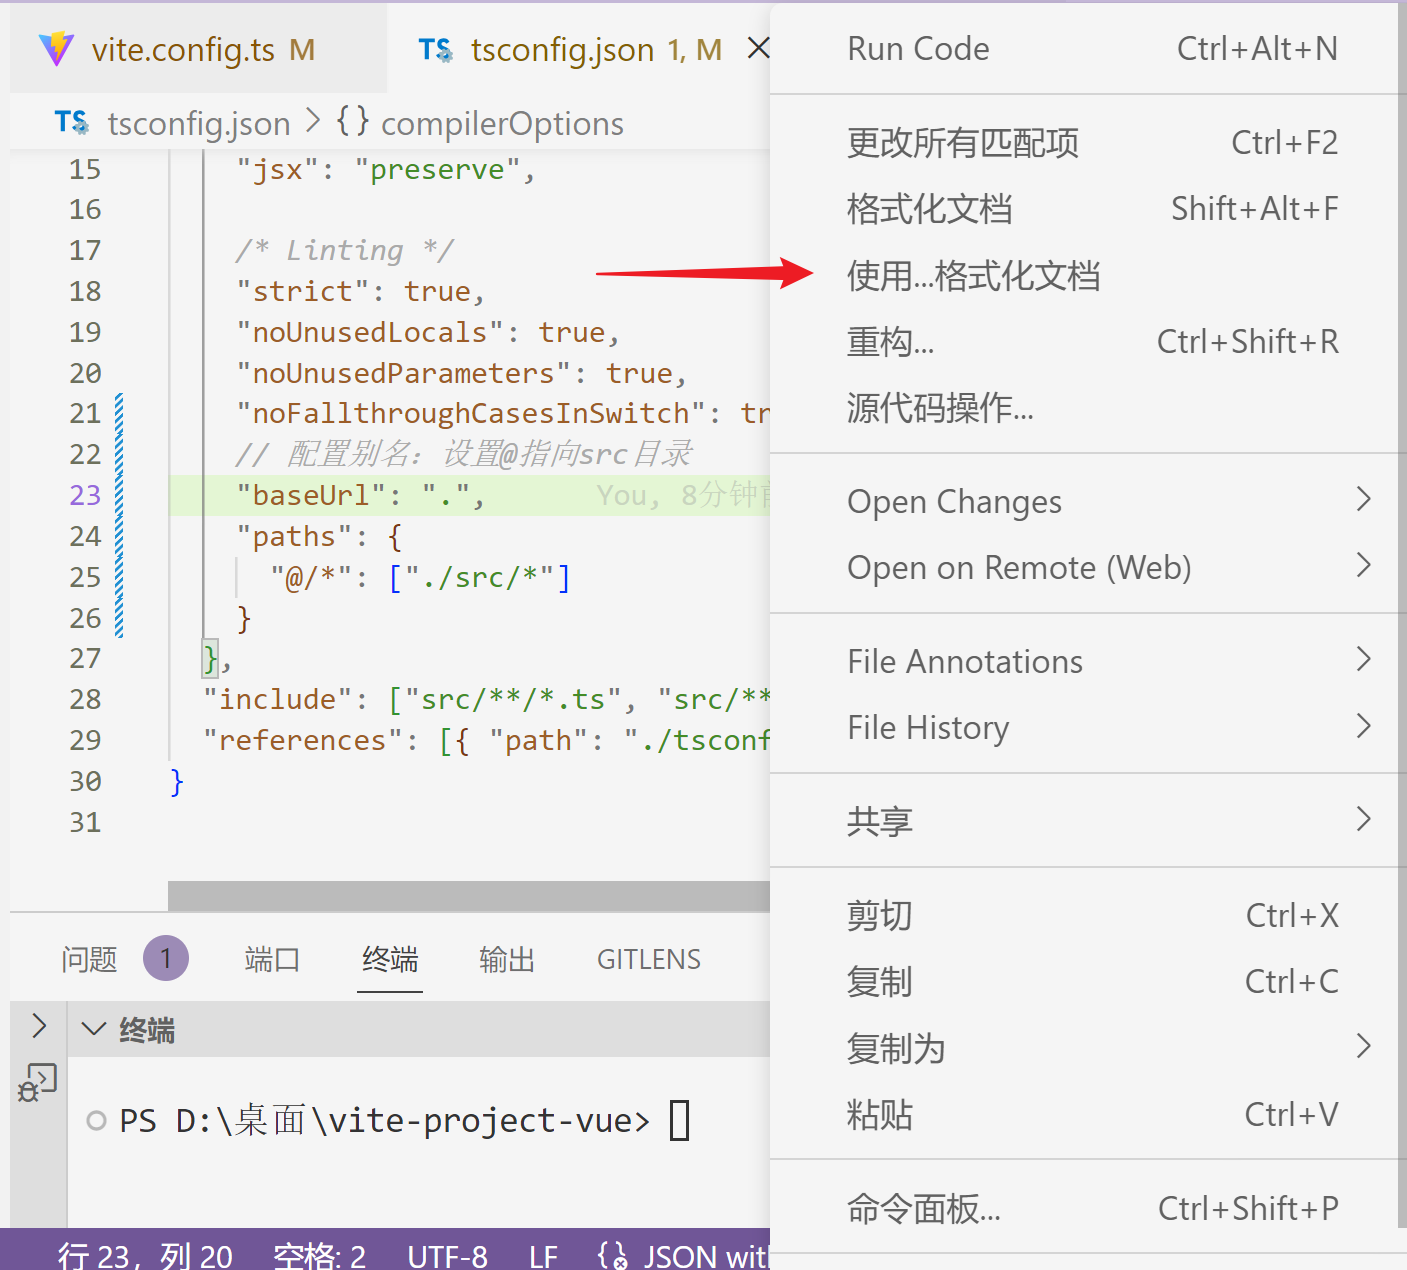 vite.config.ts M
TS tsconfig.json 1, M
TS tsconfig.json > {} compilerOptions
15 "jsx": "preserve",
16
17 /* Linting */
18 "strict": true,
19 "noUnusedLocals": true,
20 "noUnusedParameters": true,
21 "noFallthroughCasesInSwitch": tr
22 // 配置别名：设置@指向src目录
23 "baseUrl": ".", You, 8分钟前
24 "paths": {
25 "@/*": ["./src/*"]
26 }
27 },
28 "include": ["src/**/*.ts", "src/**
29 "references": [{ "path": "./tsconf
30 }
31
问题 1 端口 终端 输出 GITLENS
终端
PS D:\桌面\vite-project-vue>
行 23，列 20 空格: 2 UTF-8 LF {} JSON with
Run Code Ctrl+Alt+N
更改所有匹配项 Ctrl+F2
格式化文档 Shift+Alt+F
使用...格式化文档
重构... Ctrl+Shift+R
源代码操作...
Open Changes
Open on Remote (Web)
File Annotations
File History
共享
剪切 Ctrl+X
复制 Ctrl+C
复制为
粘贴 Ctrl+V
命令面板... Ctrl+Shift+P